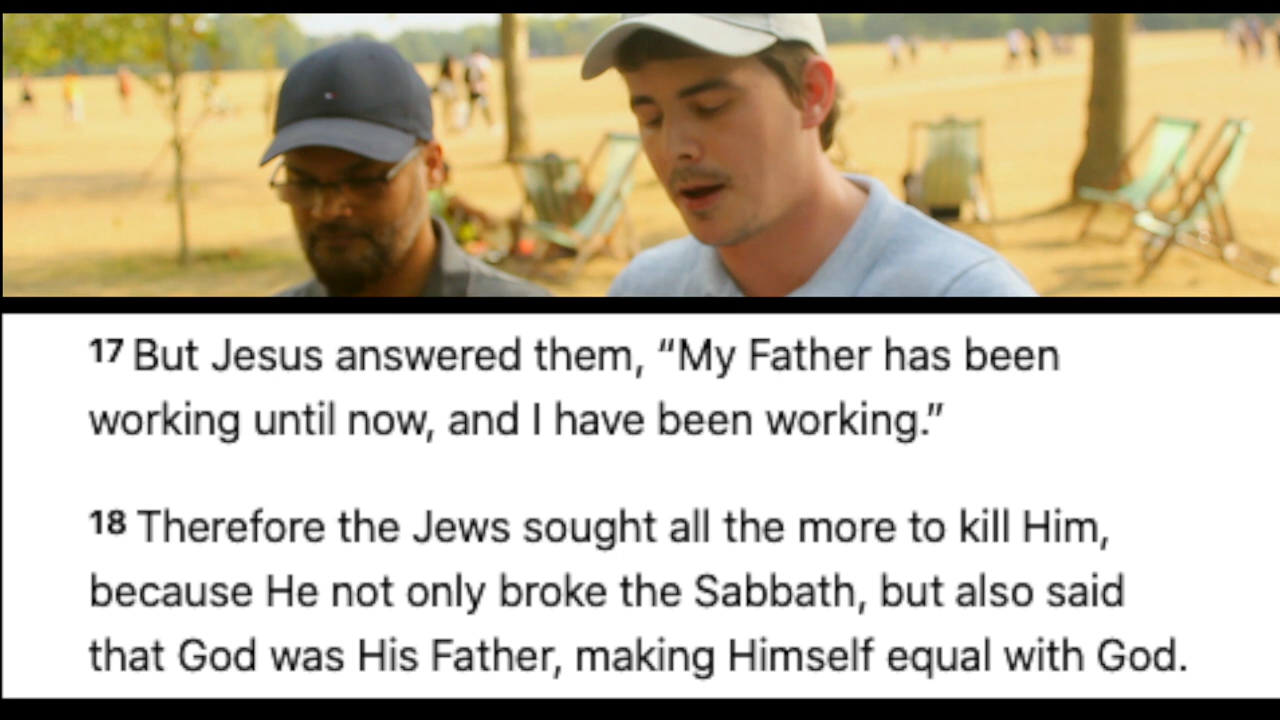 17 But Jesus answered them, “My Father has been
working until now, and I have been working.”
18 Therefore the Jews sought all the more to kill Him,
because He not only broke the Sabbath, but also said
that God was His Father, making Himself equal with God.